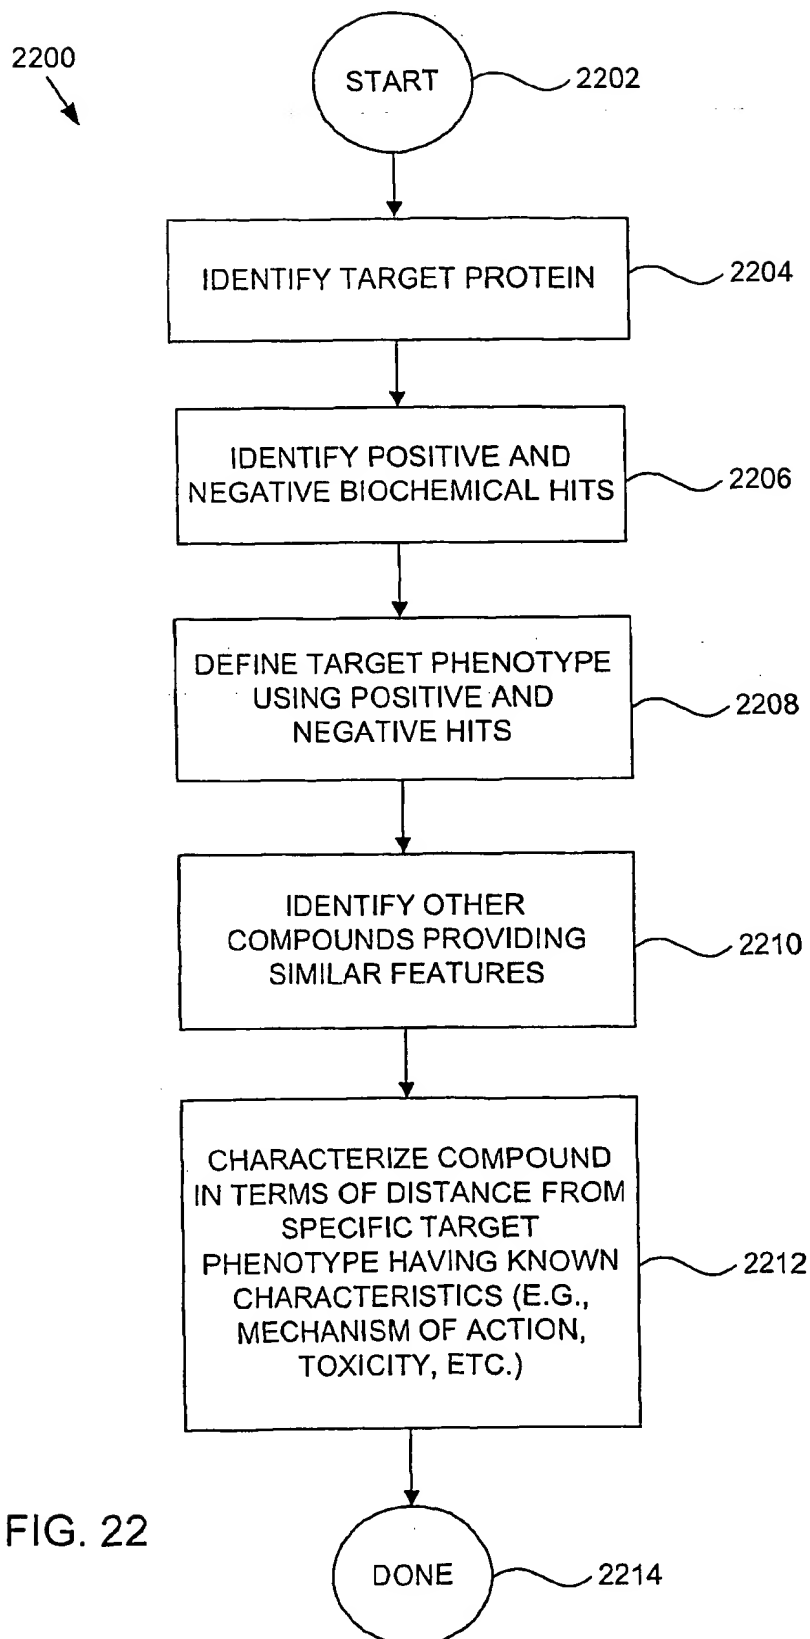 2200
START
2202
IDENTIFY TARGET PROTEIN
2204
IDENTIFY POSITIVE AND
NEGATIVE BIOCHEMICAL HITS
2206
DEFINE TARGET PHENOTYPE
USING POSITIVE AND
NEGATIVE HITS
2208
IDENTIFY OTHER
COMPOUNDS PROVIDING
SIMILAR FEATURES
2210
CHARACTERIZE COMPOUND
IN TERMS OF DISTANCE FROM
SPECIFIC TARGET
PHENOTYPE HAVING KNOWN
CHARACTERISTICS (E.G.,
MECHANISM OF ACTION,
TOXICITY, ETC.)
2212
FIG. 22
DONE
2214